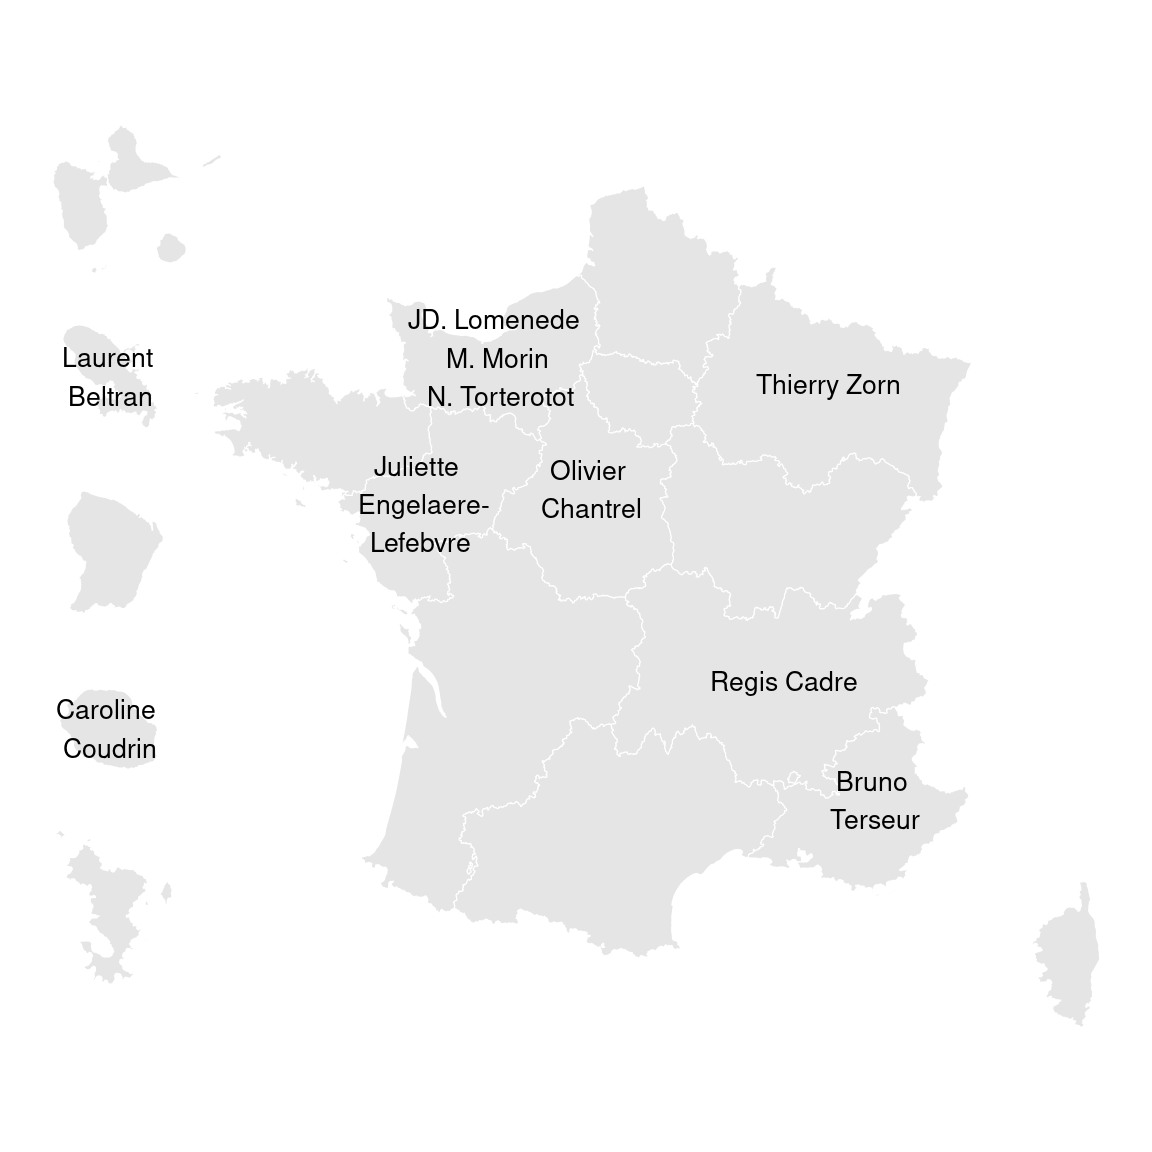 JD. Lomenede
M. Morin
N. Torterotot
Laurent
Beltran
Thierry Zorn
Juliette
Engelaere-
Lefebvre
Olivier
Chantrel
Regis Cadre
Caroline
Coudrin
Bruno
Terseur